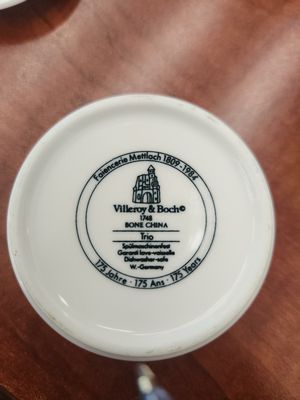 Faiencerie Mettlach 1809-1984
Villeroy & Boch©
1748
BONE CHINA
Trio
Spülmaschinenfest
Garanti lave-vaisselle
Dishwasher-safe
W.-Germany
175 Jahre · 175 Ans · 175 Years